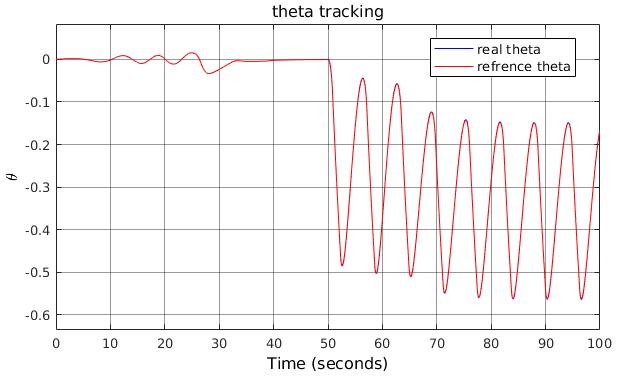 theta tracking
real theta
refrence theta
0
-0.1
-0.2
-0.3
-0.4
-0.5
-0.6
θ
0 10 20 30 40 50 60 70 80 90 100
Time (seconds)